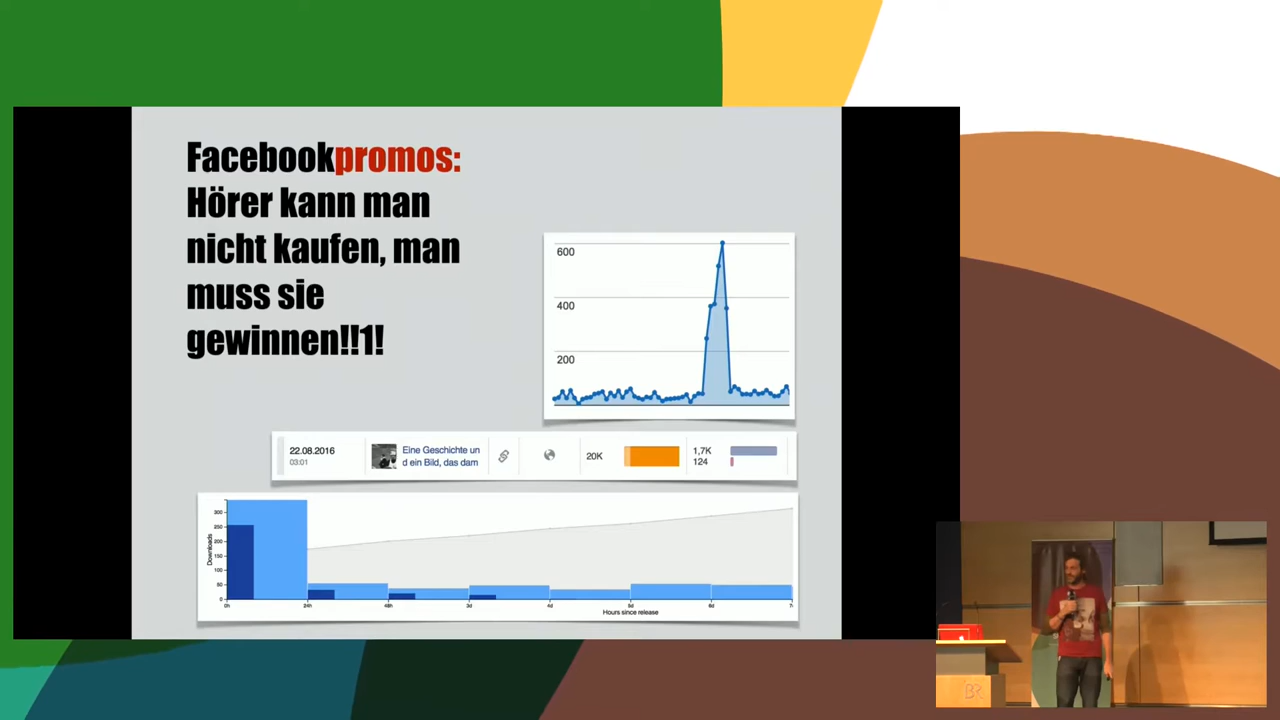 Facebookpromos:
Hörer kann man
nicht kaufen, man
muss sie
gewinnen!!1!
600
400
200
22.08.2016
03:01
Eine Geschichte un
d ein Bild, das dam
20K
1,7K
124
Downloads
300
250
200
150
100
50
0
0h
24h
48h
3d
4d
6d
Hours since release
BR